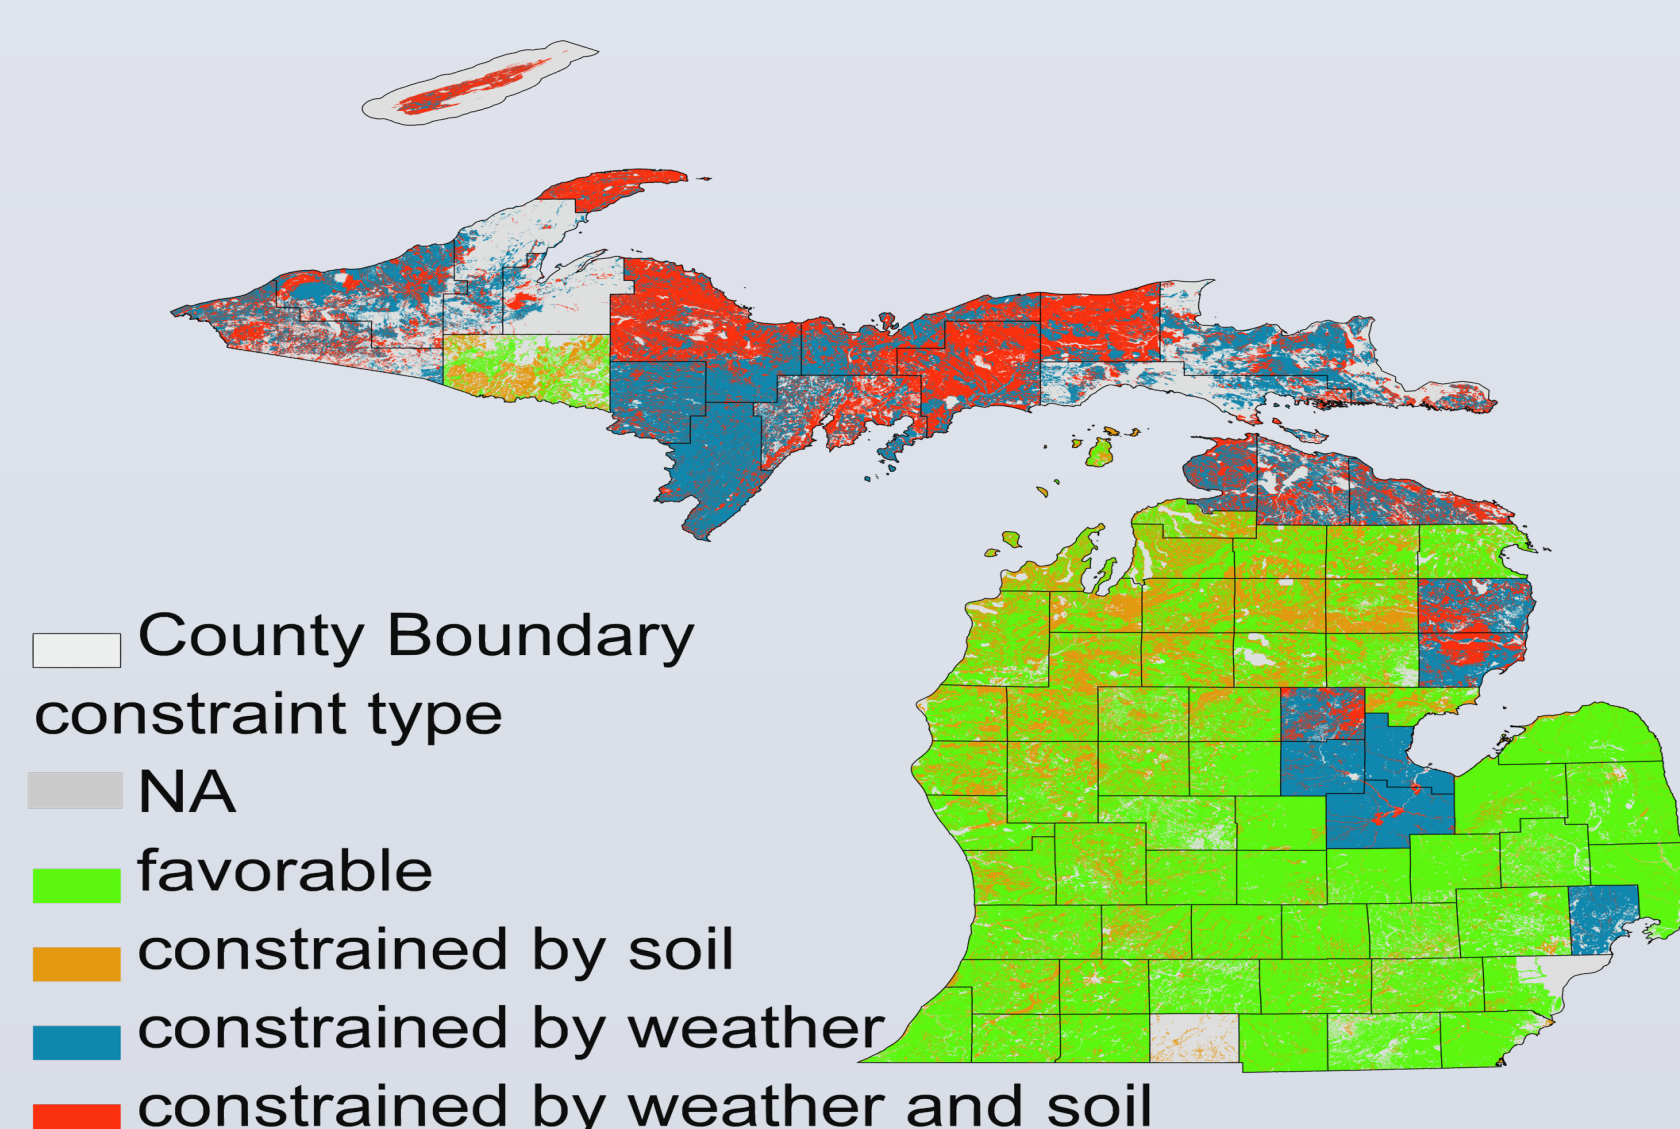 County Boundary
constraint type
NA
favorable
constrained by soil
constrained by weather
constrained by weather and soil